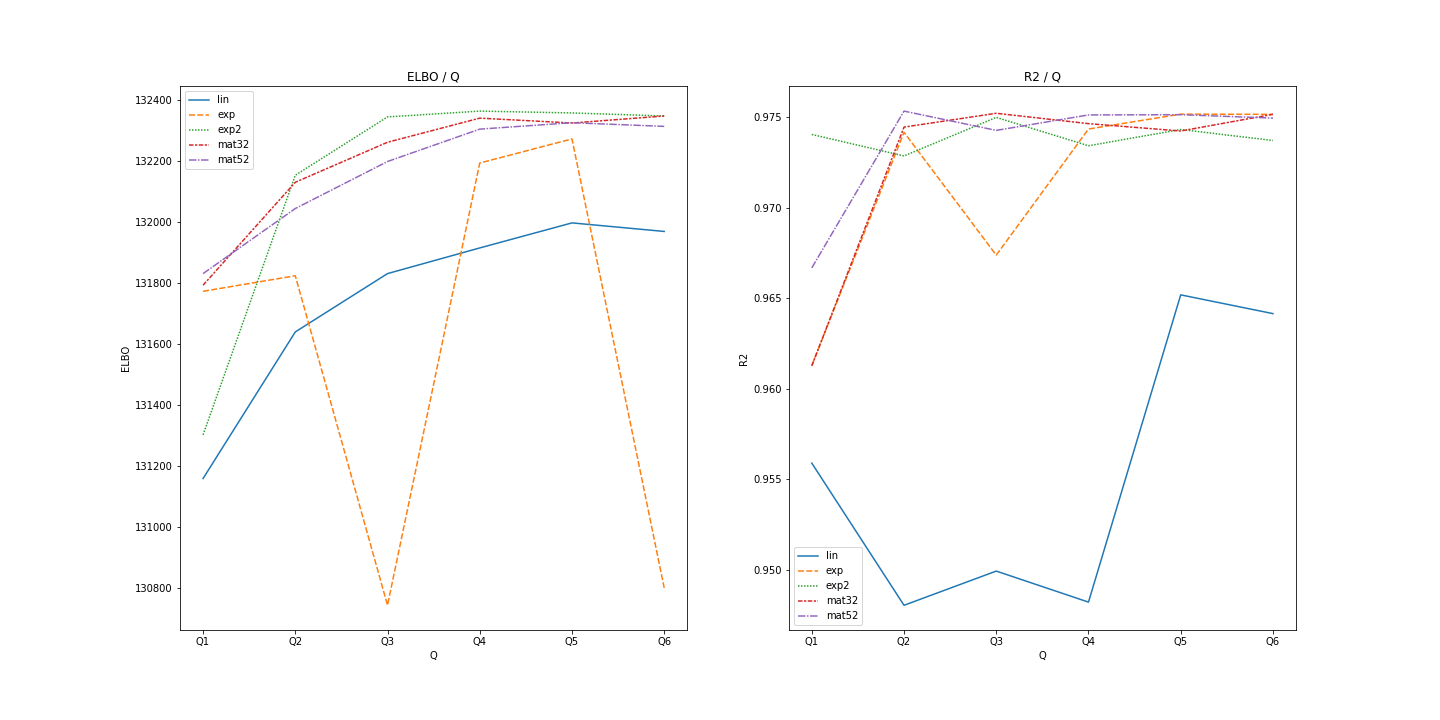 ELBO / Q
132400
132200
132000
131800
131600
131400
131200
131000
130800
ELBO
lin
exp
exp2
mat32
mat52
Q1 Q2 Q3 Q4 Q5 Q6
Q
R2 / Q
0.975
0.970
0.965
0.960
0.955
0.950
R2
lin
exp
exp2
mat32
mat52
Q1 Q2 Q3 Q4 Q5 Q6
Q